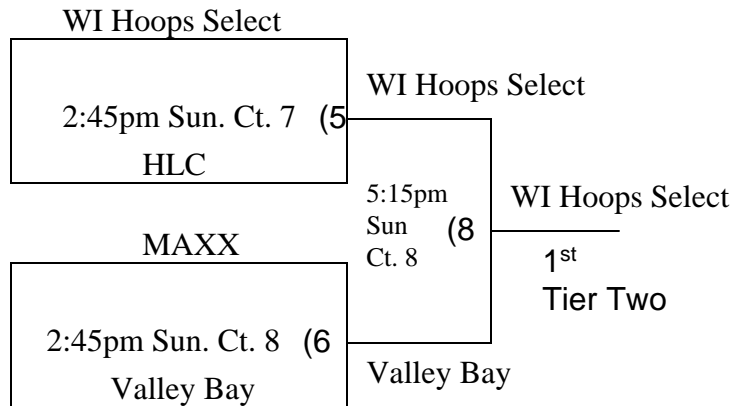 WI Hoops Select
2:45pm Sun. Ct. 7 (5
HLC
WI Hoops Select
MAXX
2:45pm Sun. Ct. 8 (6
Valley Bay
5:15pm
Sun (8
Ct. 8
Valley Bay
WI Hoops Select
1st
Tier Two